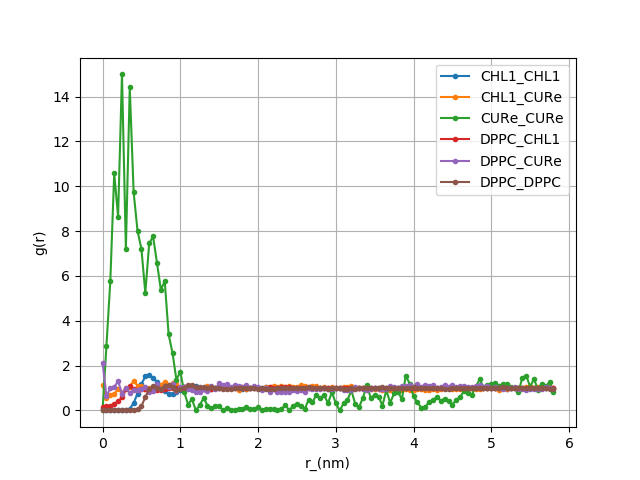 14
12
10
8
6
4
2
0
g(r)
CHL1_CHL1
CHL1_CURe
CURe_CURe
DPPC_CHL1
DPPC_CURe
DPPC_DPPC
0 1 2 3 4 5 6
r_(nm)